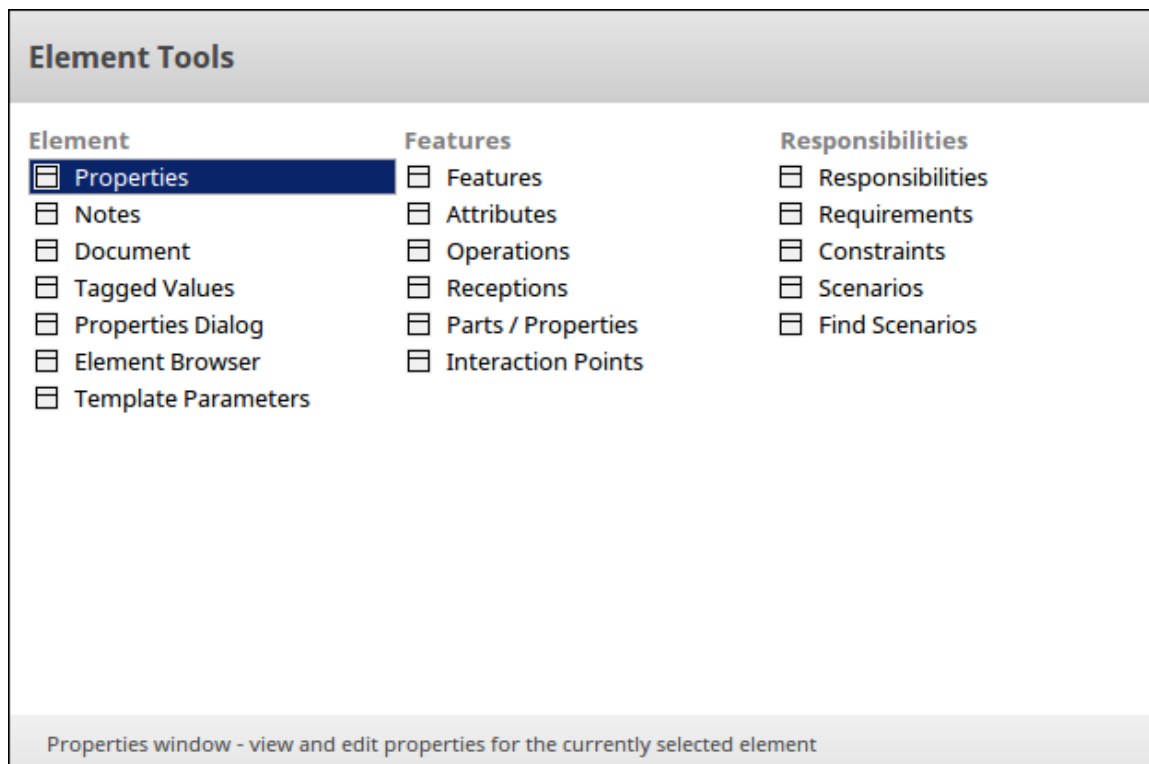 Element Tools
Element
Properties
Notes
Document
Tagged Values
Properties Dialog
Element Browser
Template Parameters
Features
Features
Attributes
Operations
Receptions
Parts / Properties
Interaction Points
Responsibilities
Responsibilities
Requirements
Constraints
Scenarios
Find Scenarios
Properties window - view and edit properties for the currently selected element